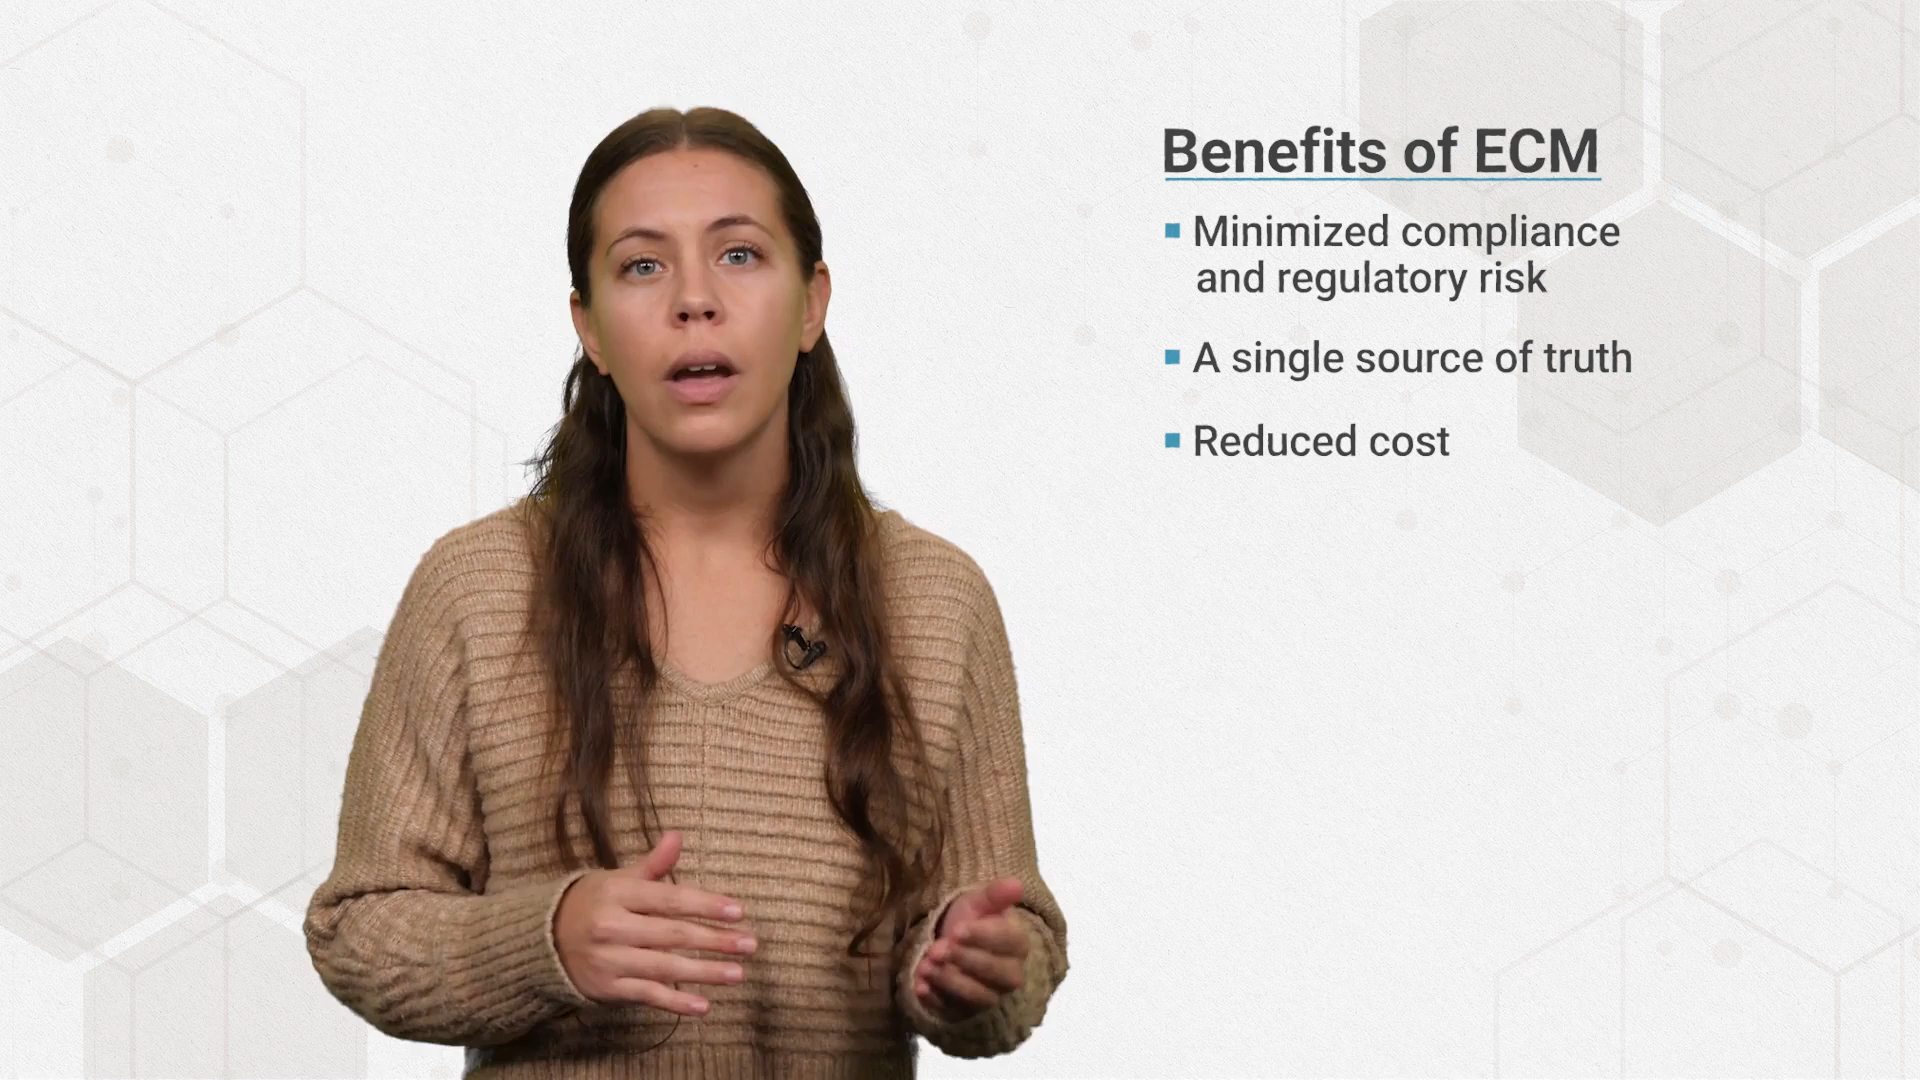 Benefits of ECM
Minimized compliance
and regulatory risk
A single source of truth
Reduced cost